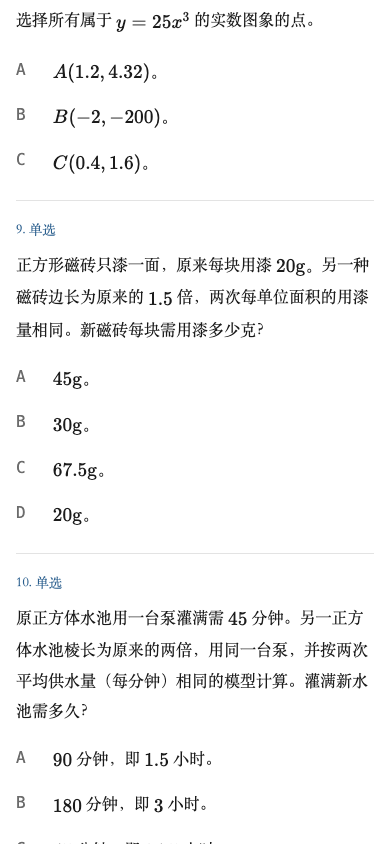 选择所有属于 y = 25x³ 的实数图象的点。
A A(1.2, 4.32)。
B B(−2, −200)。
C C(0.4, 1.6)。
9. 单选
正方形磁砖只漆一面，原来每块用漆 20g。另一种
磁砖边长为原来的 1.5 倍，两次每单位面积的用漆
量相同。新磁砖每块需用漆多少克？
A 45g。
B 30g。
C 67.5g。
D 20g。
10. 单选
原正方体水池用一台泵灌满需 45 分钟。另一正方
体水池棱长为原来的两倍，用同一台泵，并按两次
平均供水量（每分钟）相同的模型计算。灌满新水
池需多久？
A 90 分钟，即 1.5 小时。
B 180 分钟，即 3 小时。